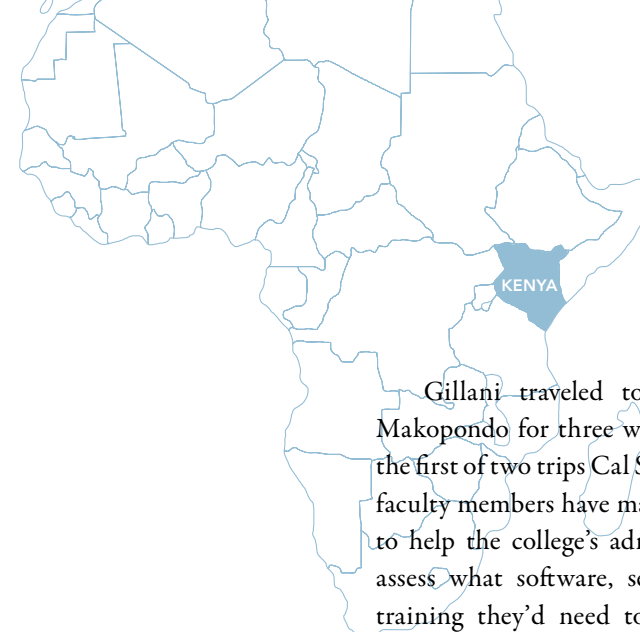 KENYA
Gillani traveled to
Makopondo for three w
the first of two trips Cal S
faculty members have ma
to help the college’s adr
assess what software, so
training they’d need to